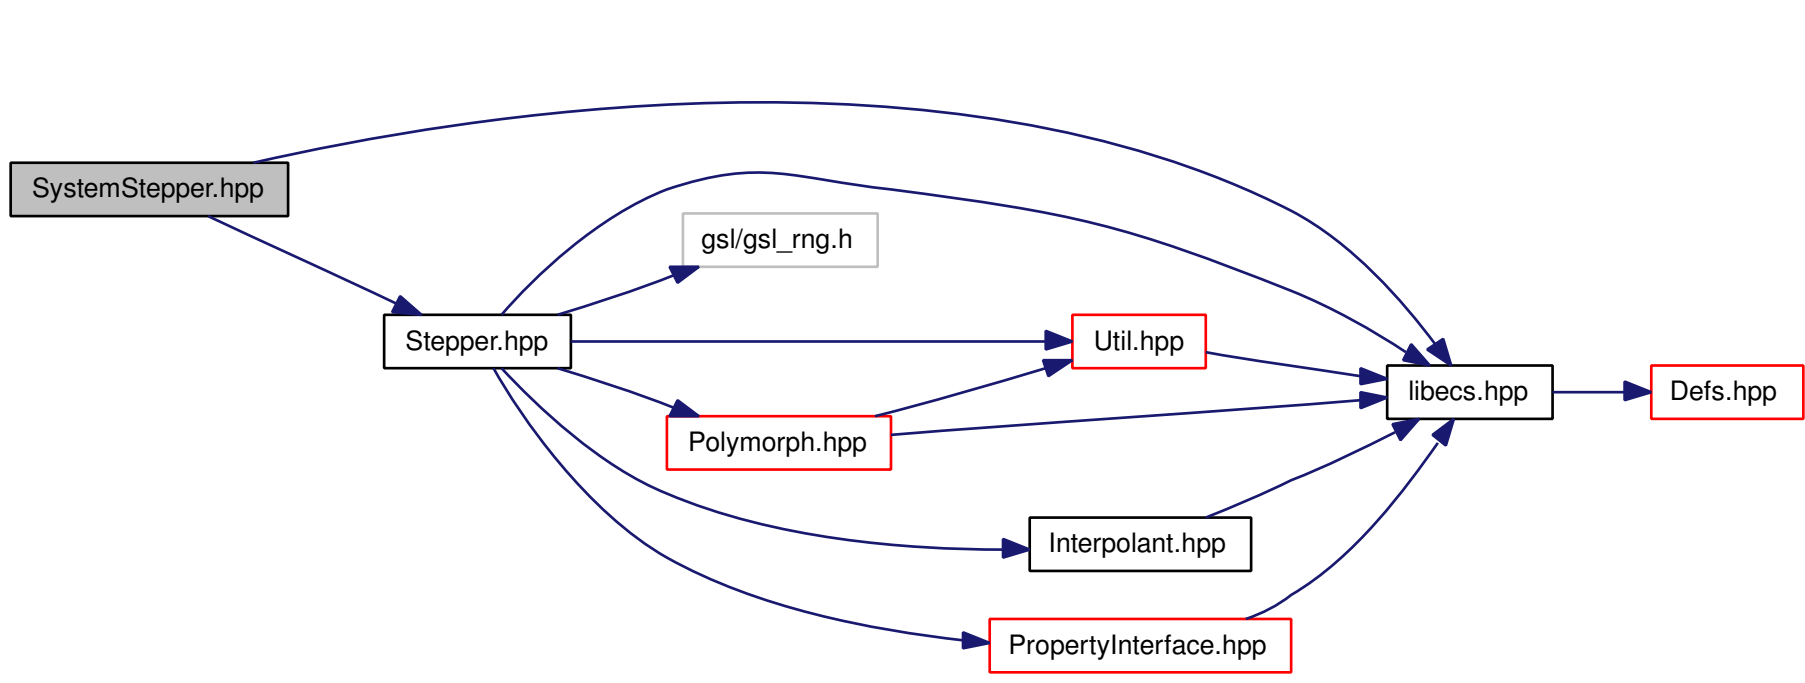 SystemStepper.hpp
gsl/gsl_rng.h
Stepper.hpp
Util.hpp
libecs.hpp
Defs.hpp
Polymorph.hpp
Interpolant.hpp
PropertyInterface.hpp